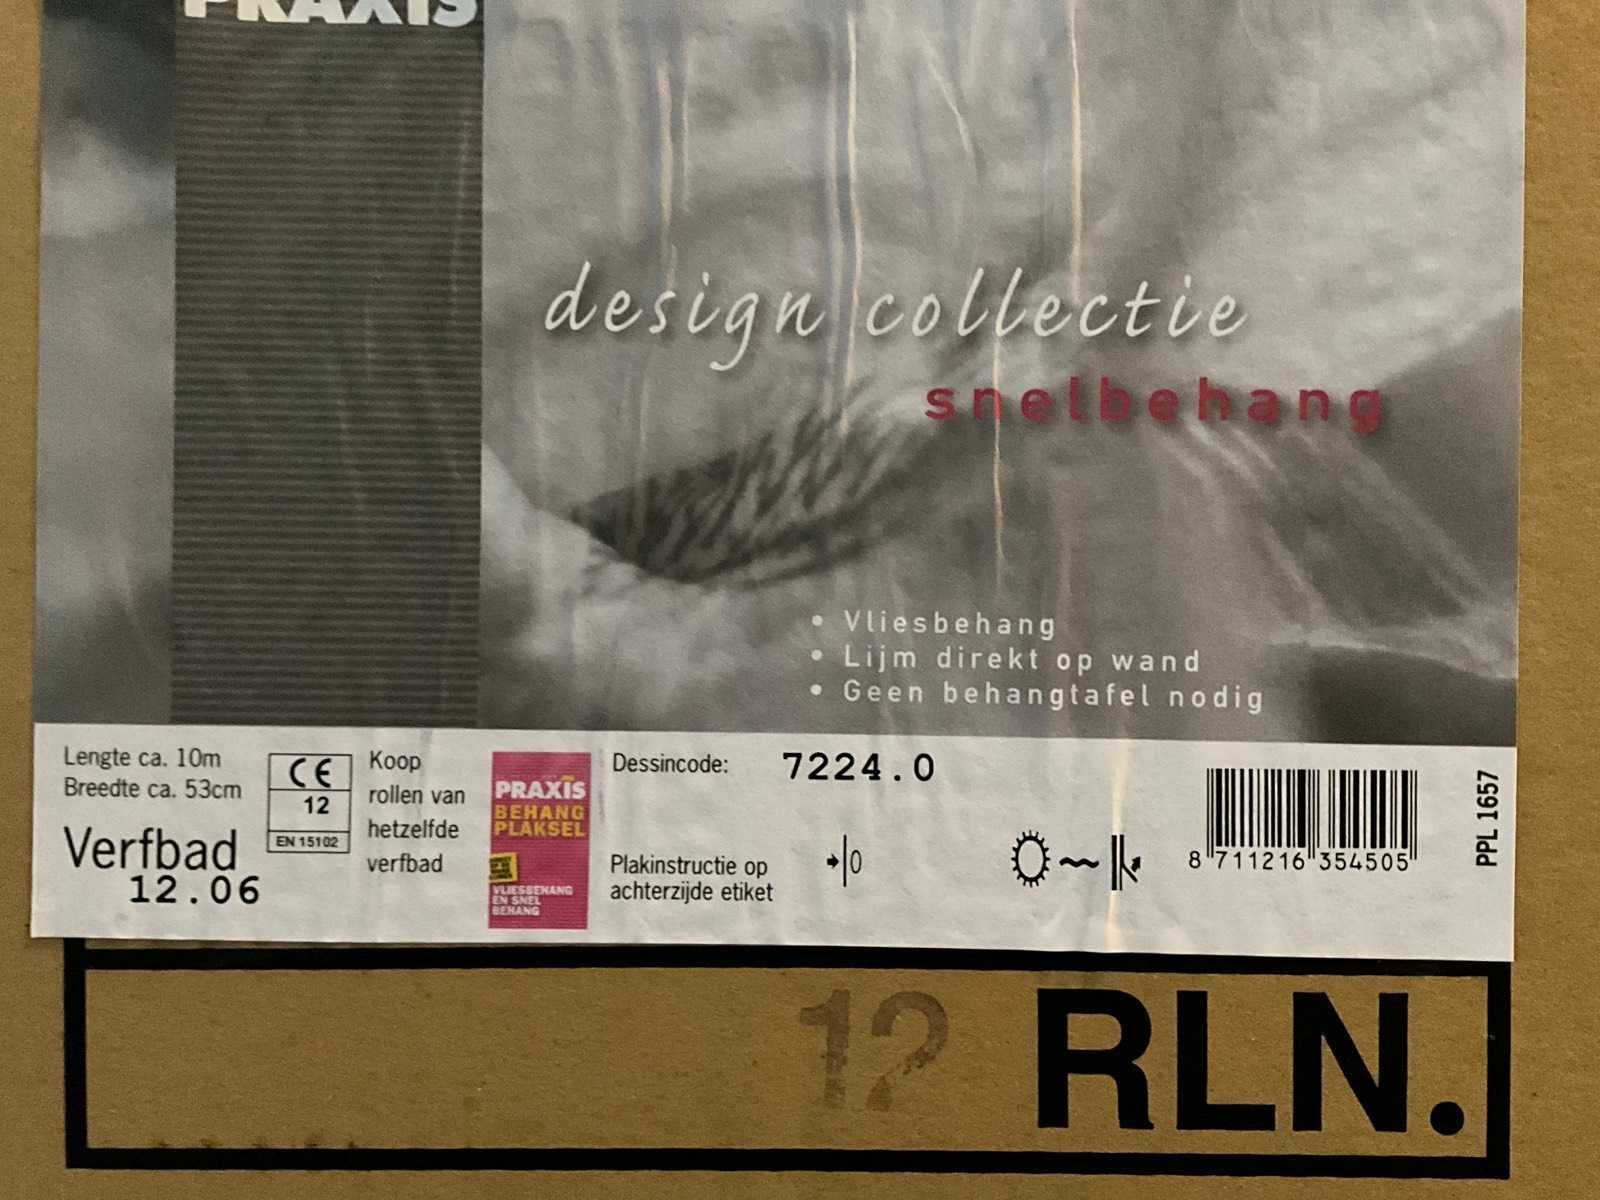 PRAXIS
design collectie
snelbehang
• Vliesbehang
• Lijm direkt op wand
• Geen behangtafel nodig
Lengte ca. 10m
Breedte ca. 53cm
Verfbad
12.06
CE
12
EN 15102
Koop
rollen van
hetzelfde
verfbad
PRAXIS
BEHANG
PLAKSEL
VLIESBEHANG
EN SNEL
BEHANG
Dessincode: 7224.0
Plakinstructie op
achterzijde etiket
0
8 711216 354505
PPL 1657
12 RLN.